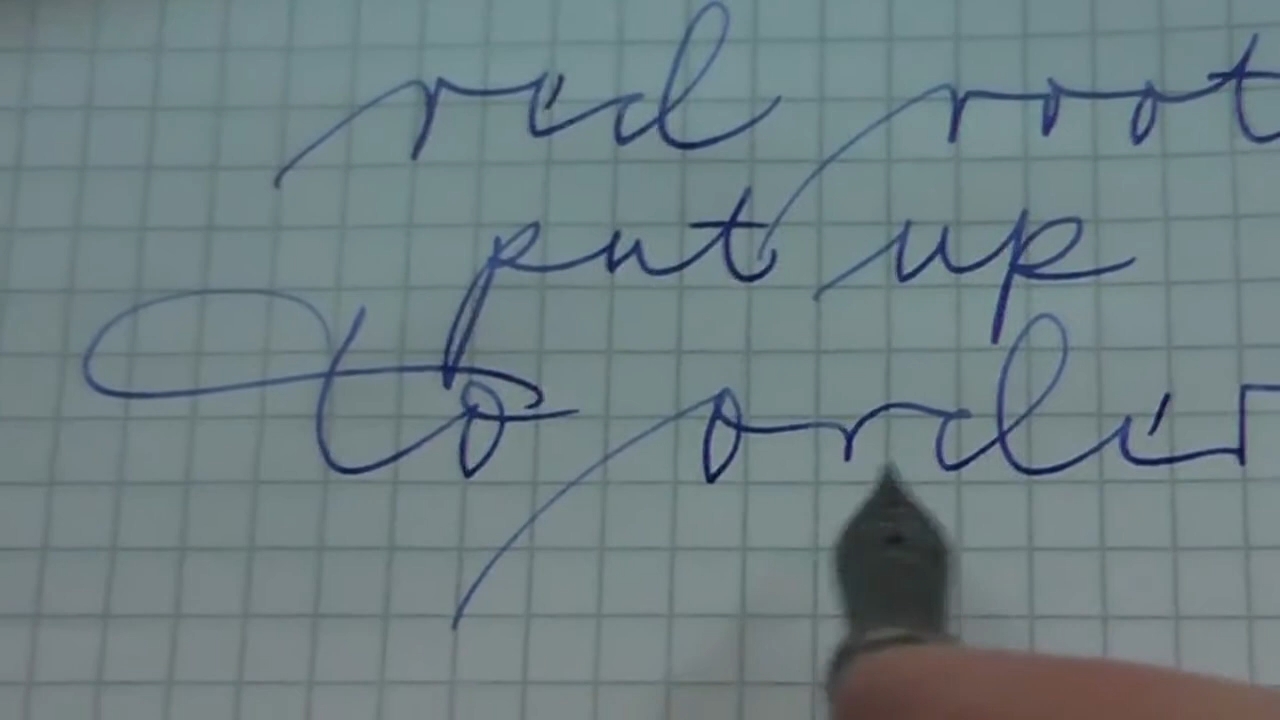 red root
put up
to order